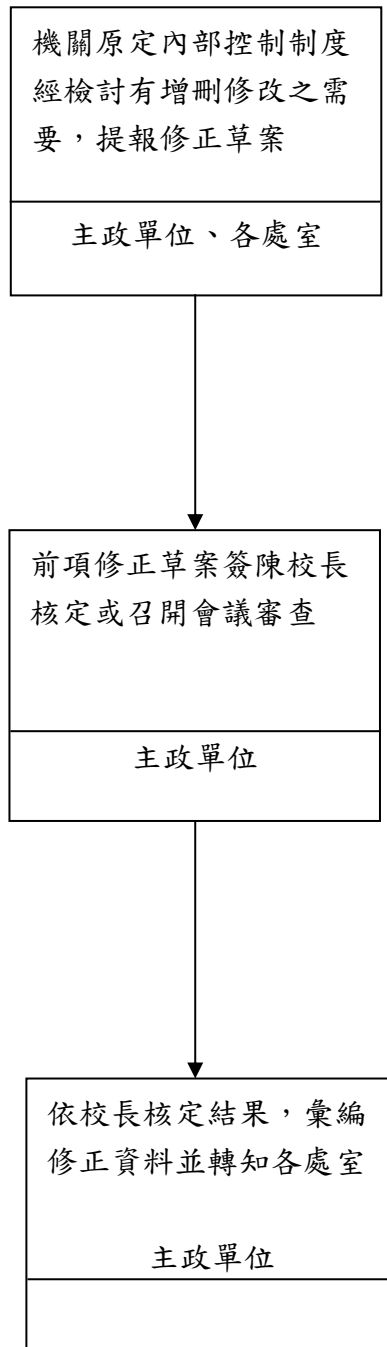 機關原定內部控制制度
經檢討有增刪修改之需
要，提報修正草案
主政單位、各處室
前項修正草案簽陳校長
核定或召開會議審查
主政單位
依校長核定結果，彙編
修正資料並轉知各處室
主政單位